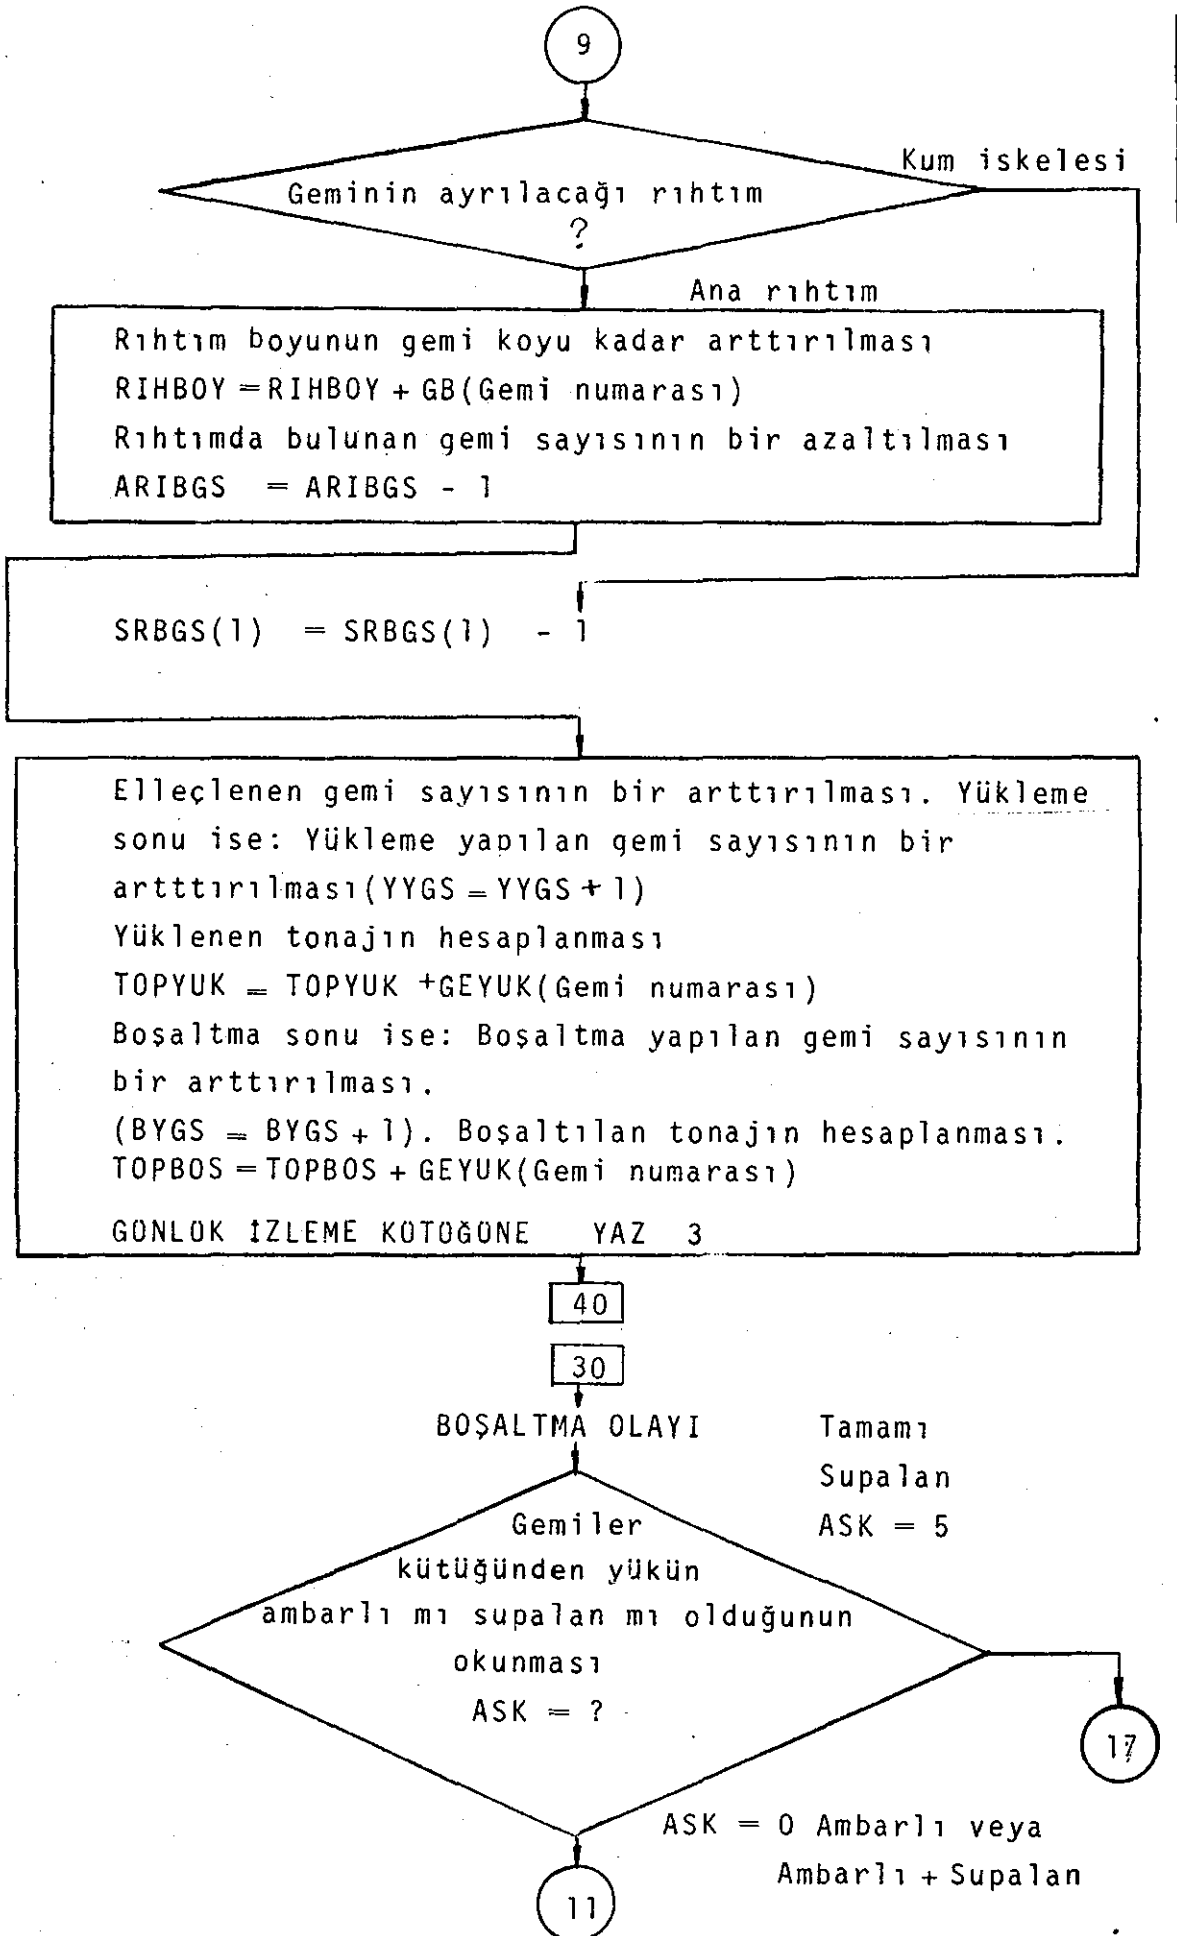 9
Kum iskelesi
Geminin ayrılacağı rıhtım
?
Ana rıhtım
Rıhtım boyunun gemi koyu kadar arttırılması
RIHBOY = RIHBOY + GB(Gemi numarası)
Rıhtımda bulunan gemi sayısının bir azaltılması
ARIBGS = ARIBGS - 1
SRBGS(1) = SRBGS(1) - 1
Elleçlenen gemi sayısının bir arttırılması. Yükleme
sonu ise: Yükleme yapılan gemi sayısının bir
artttırılması(YYGS = YYGS + 1)
Yüklenen tonajın hesaplanması
TOPYUK = TOPYUK +GEYUK(Gemi numarası)
Boşaltma sonu ise: Boşaltma yapılan gemi sayısının
bir arttırılması.
(BYGS = BYGS + 1). Boşaltılan tonajın hesaplanması.
TOPBOS = TOPBOS + GEYUK(Gemi numarası)
GÜNLÜK İZLEME KÜTÜĞÜNE YAZ 3
40
30
BOŞALTMA OLAYI
Tamamı
Supalan
ASK = 5
Gemiler
kütüğünden yükün
ambarlı mı supalan mı olduğunun
okunması
ASK = ?
17
ASK = 0 Ambarlı veya
Ambarlı + Supalan
11